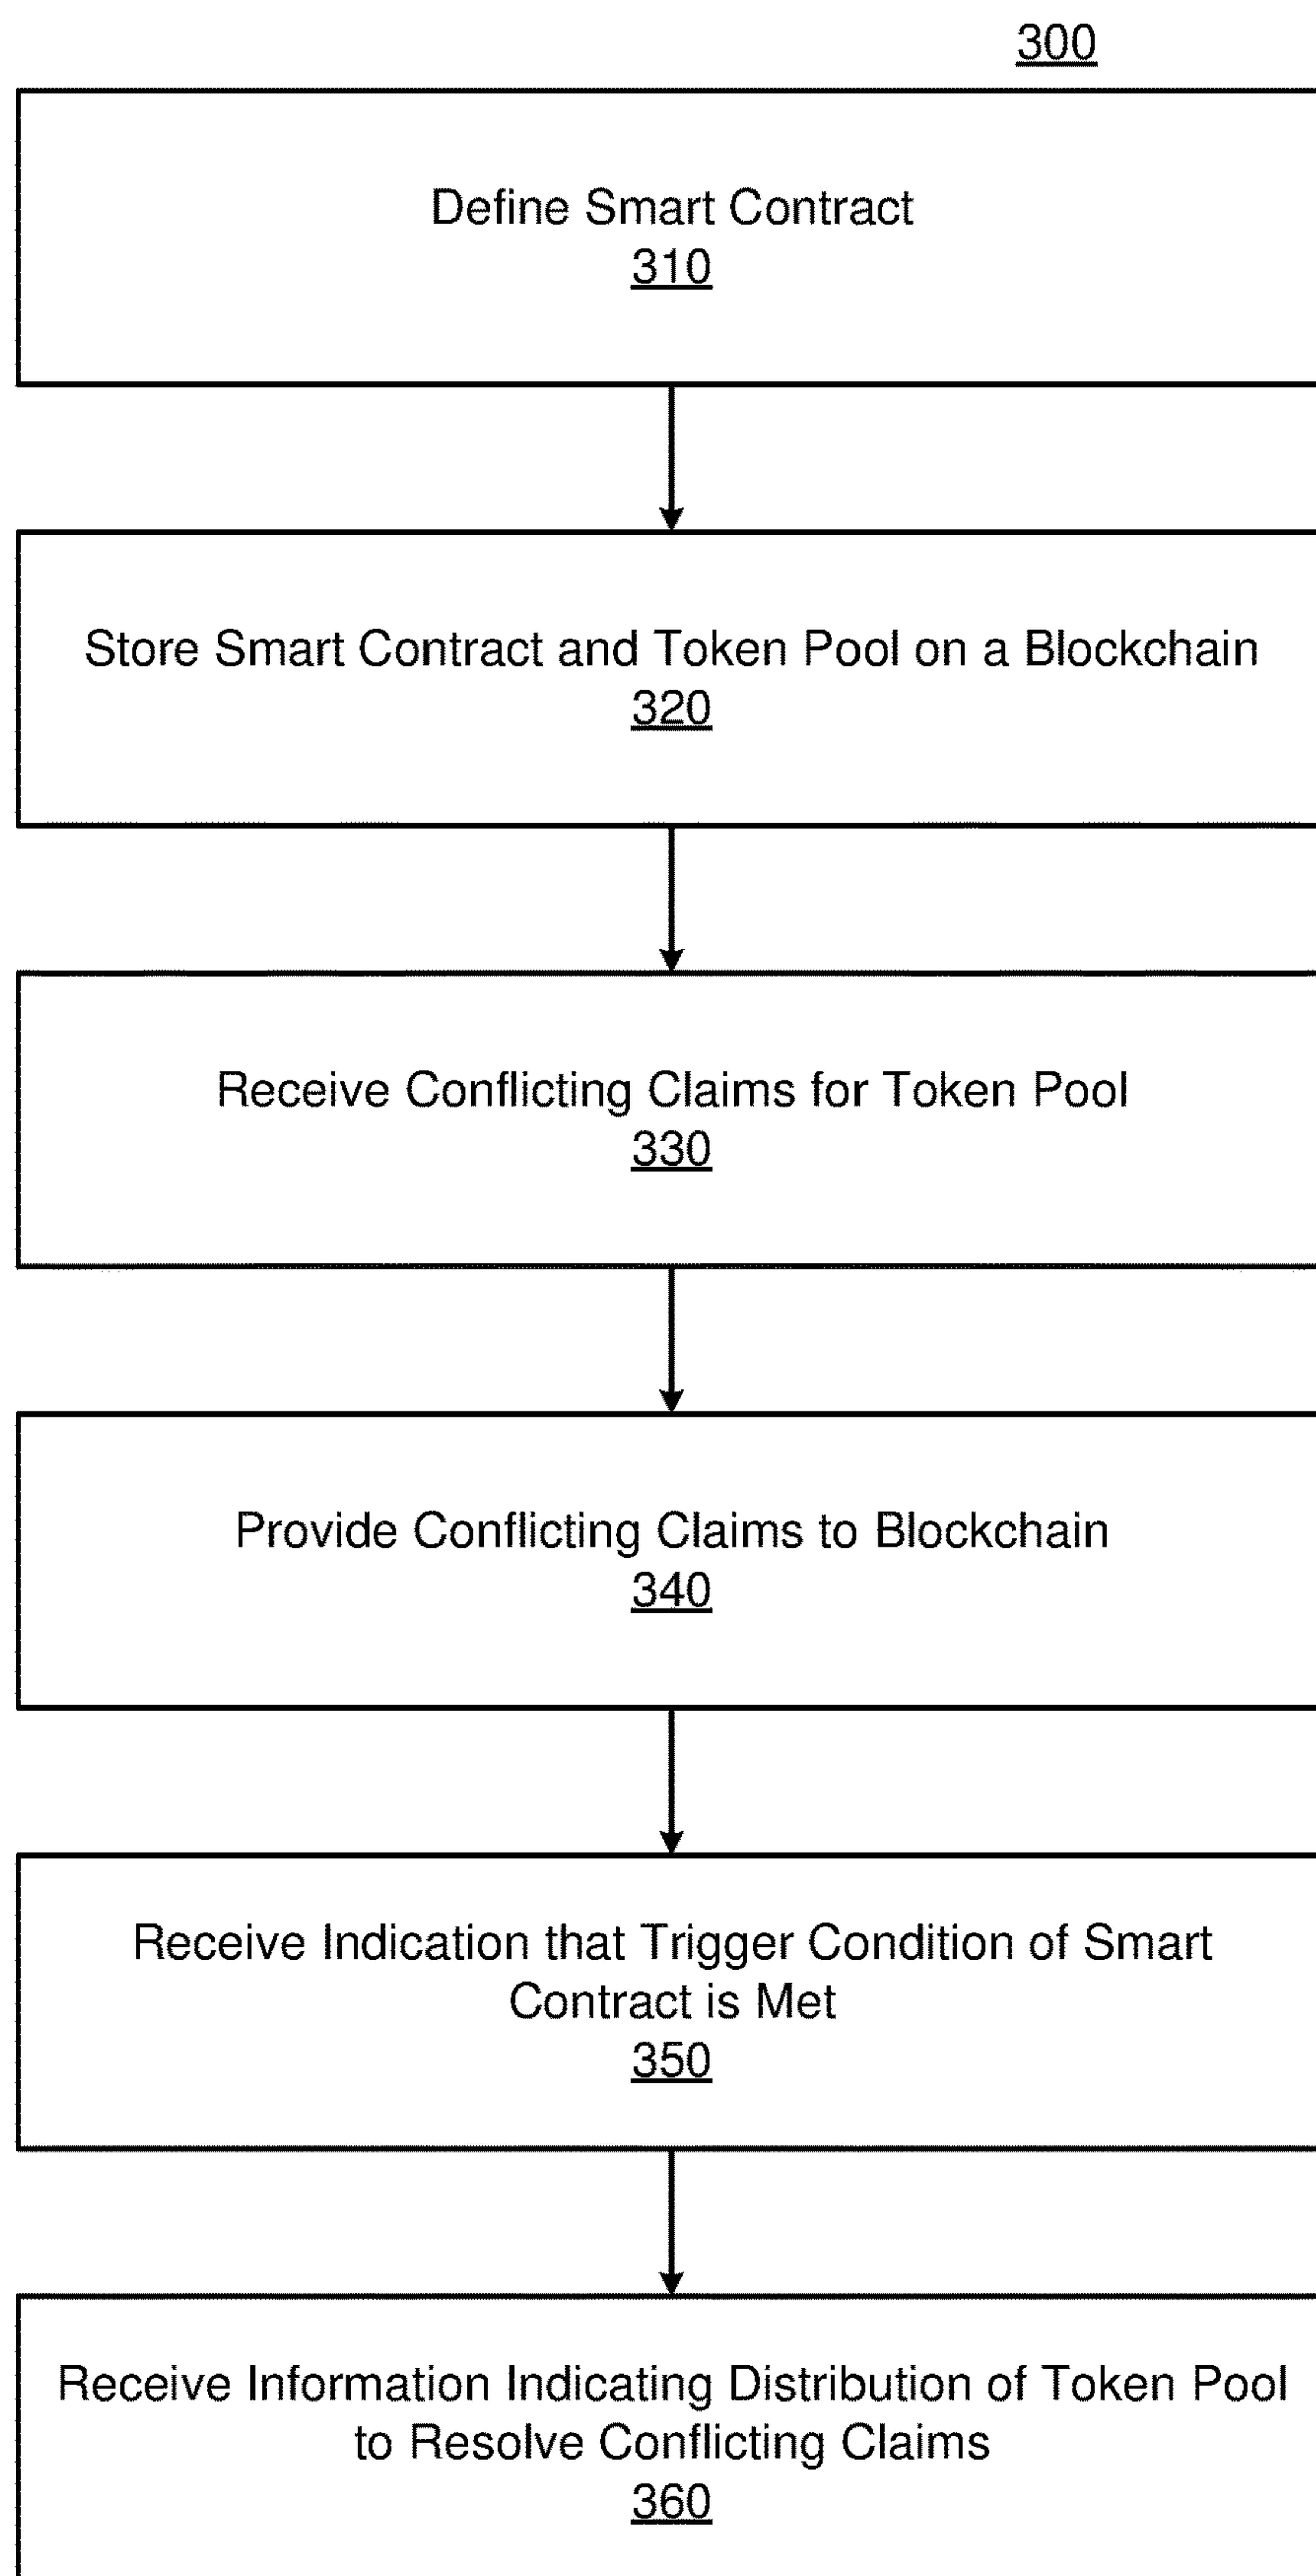 300
Define Smart Contract
310
Store Smart Contract and Token Pool on a Blockchain
320
Receive Conflicting Claims for Token Pool
330
Provide Conflicting Claims to Blockchain
340
Receive Indication that Trigger Condition of Smart
Contract is Met
350
Receive Information Indicating Distribution of Token Pool
to Resolve Conflicting Claims
360